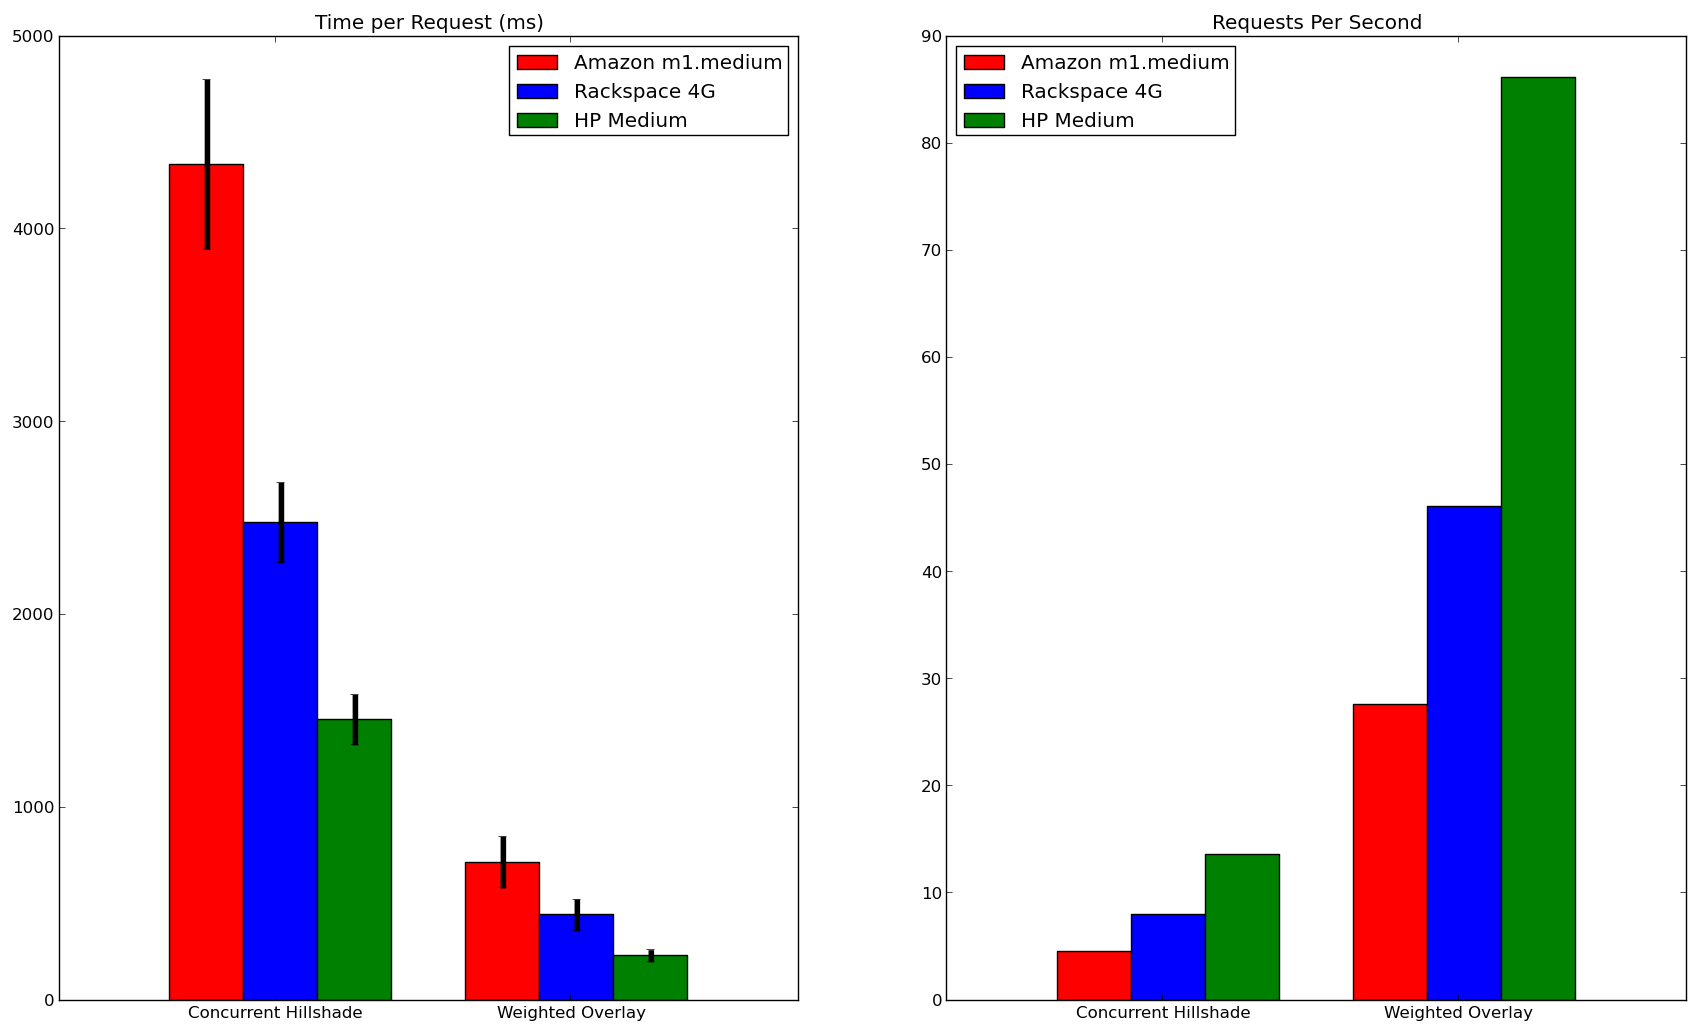 Time per Request (ms)
5000
4000
3000
2000
1000
0
Amazon m1.medium
Rackspace 4G
HP Medium
Concurrent Hillshade
Weighted Overlay
Requests Per Second
90
80
70
60
50
40
30
20
10
0
Amazon m1.medium
Rackspace 4G
HP Medium
Concurrent Hillshade
Weighted Overlay